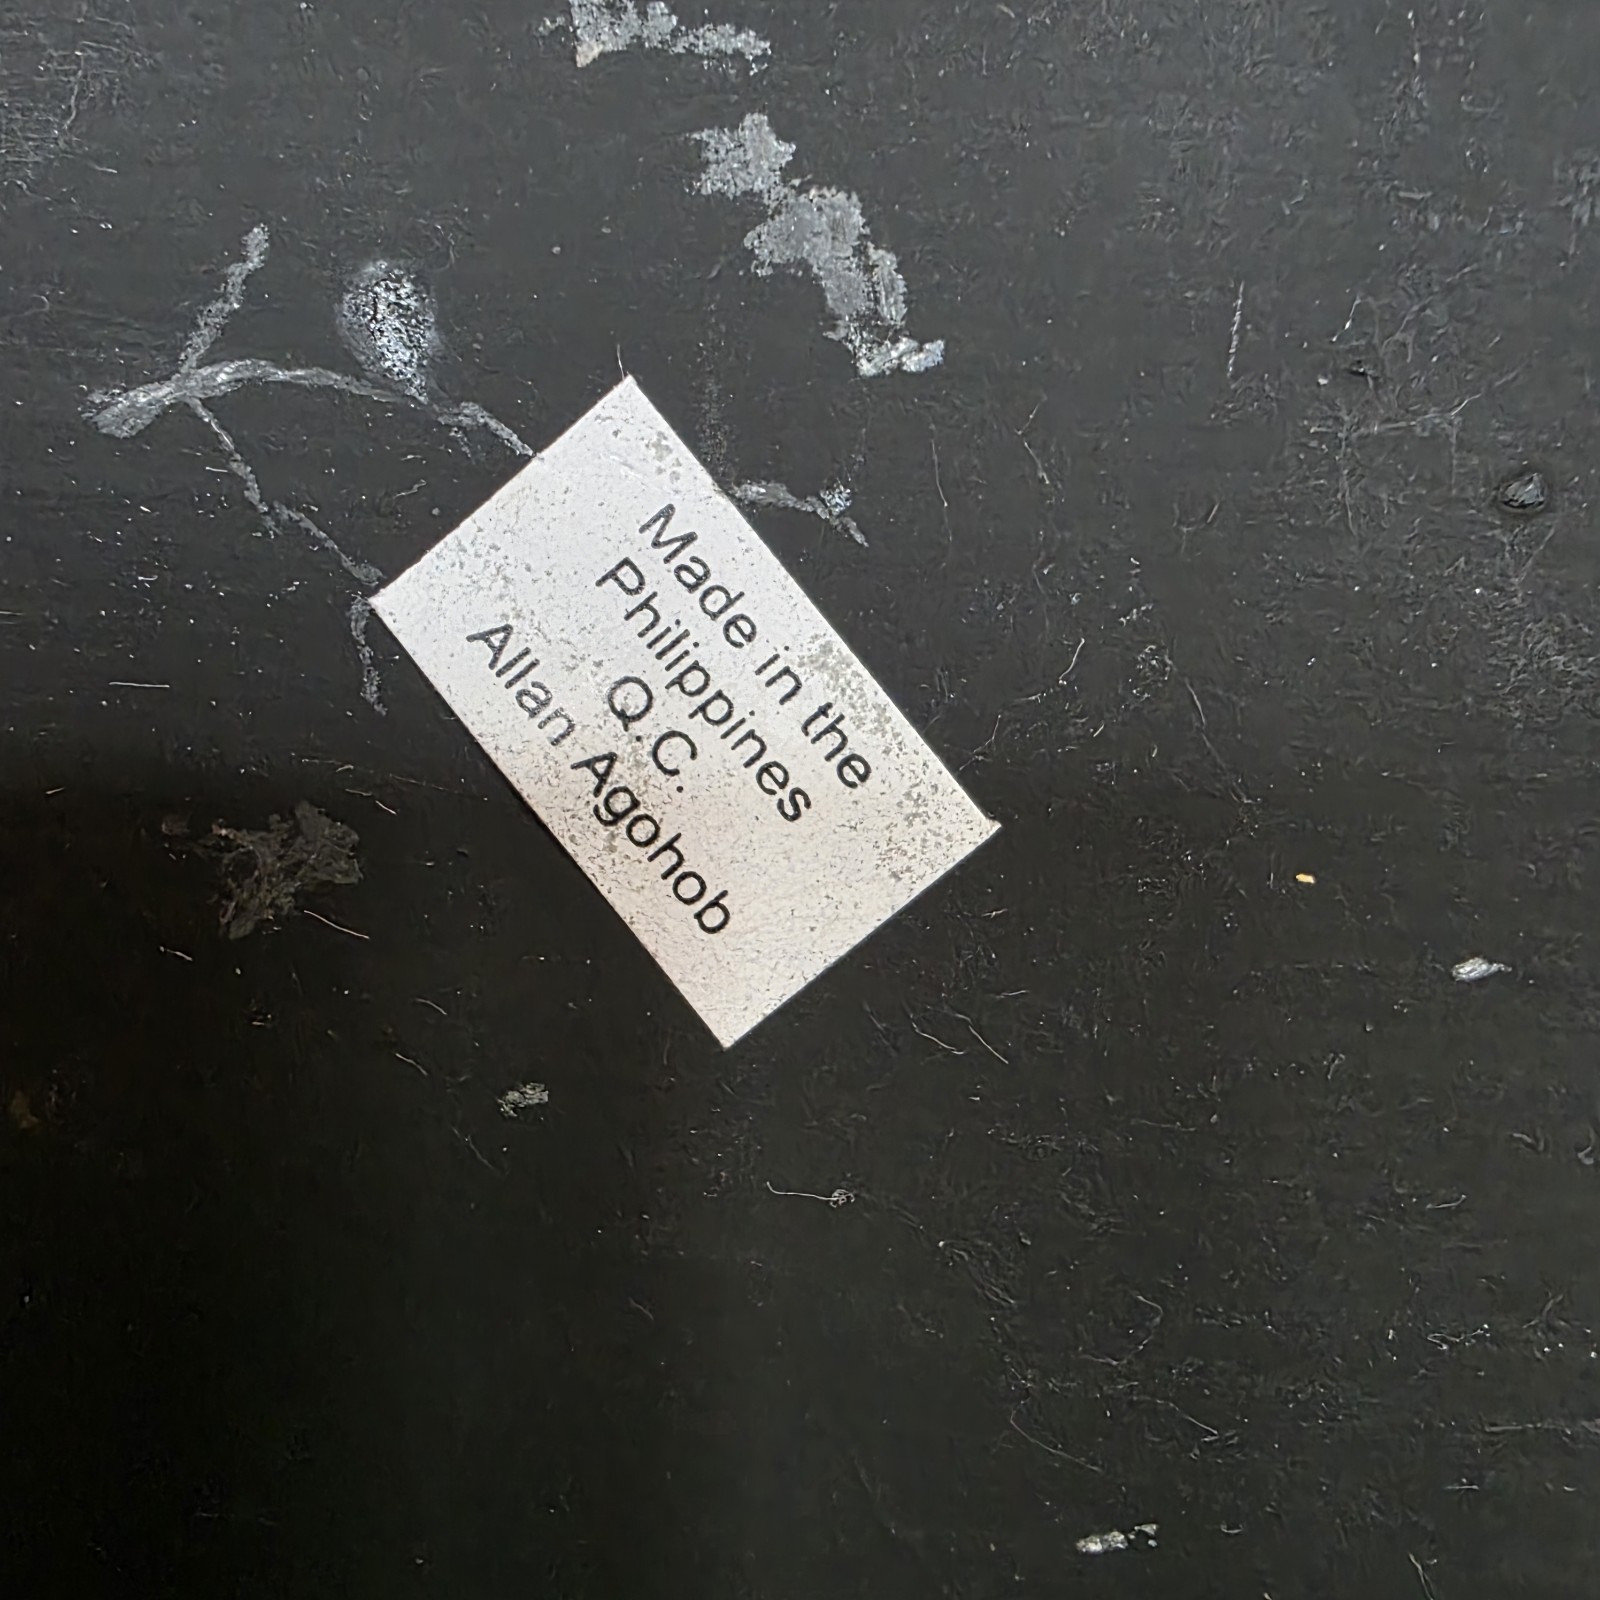 Made in the
Philippines
Q.C.
Allan Agohob